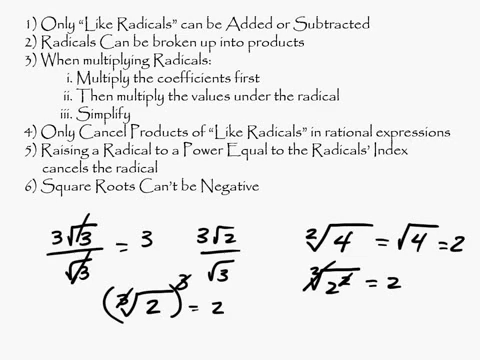 1) Only “Like Radicals” can be Added or Subtracted
2) Radicals Can be broken up into products
3) When multiplying Radicals:
i. Multiply the coefficients first
ii. Then multiply the values under the radical
iii. Simplify
4) Only Cancel Products of “Like Radicals” in rational expressions
5) Raising a Radical to a Power Equal to the Radicals’ Index
cancels the radical
6) Square Roots Can’t be Negative
3√3/√3 = 3
3√2/√3
²√4 = √4 = 2
(³√2)³ = 2
²√2² = 2